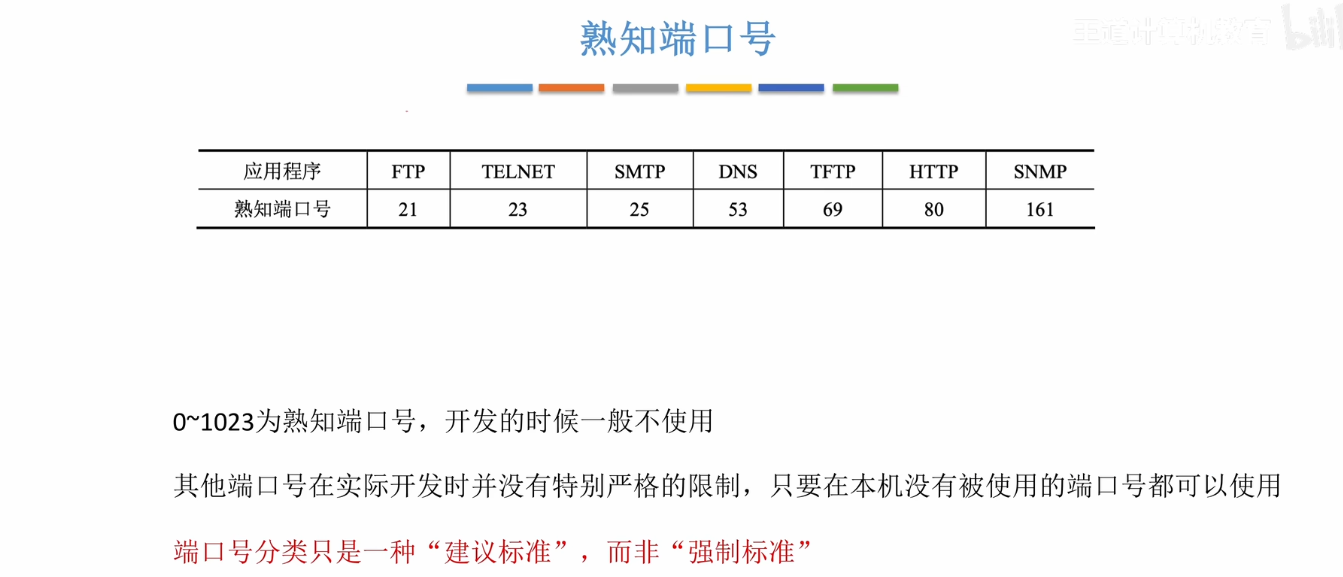 王道计算机教育 bili
熟知端口号
应用程序 FTP TELNET SMTP DNS TFTP HTTP SNMP
熟知端口号 21 23 25 53 69 80 161
0~1023为熟知端口号，开发的时候一般不使用
其他端口号在实际开发时并没有特别严格的限制，只要在本机没有被使用的端口号都可以使用
端口号分类只是一种“建议标准”，而非“强制标准”